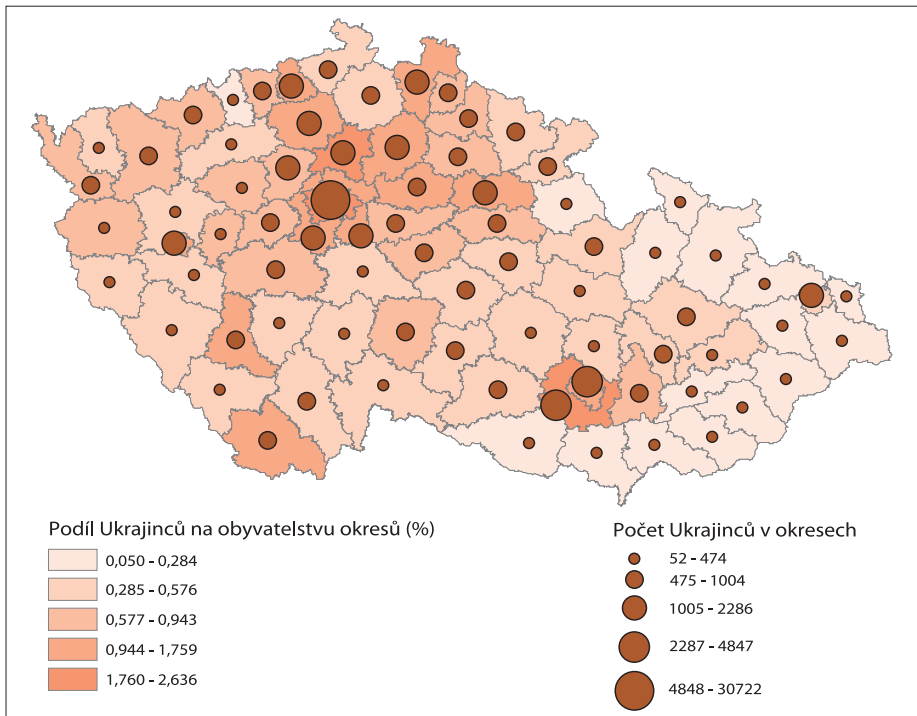 Podíl Ukrajinců na obyvatelstvu okresů (%)
0,050 - 0,284
0,285 - 0,576
0,577 - 0,943
0,944 - 1,759
1,760 - 2,636
Počet Ukrajinců v okresech
52 - 474
475 - 1004
1005 - 2286
2287 - 4847
4848 - 30722